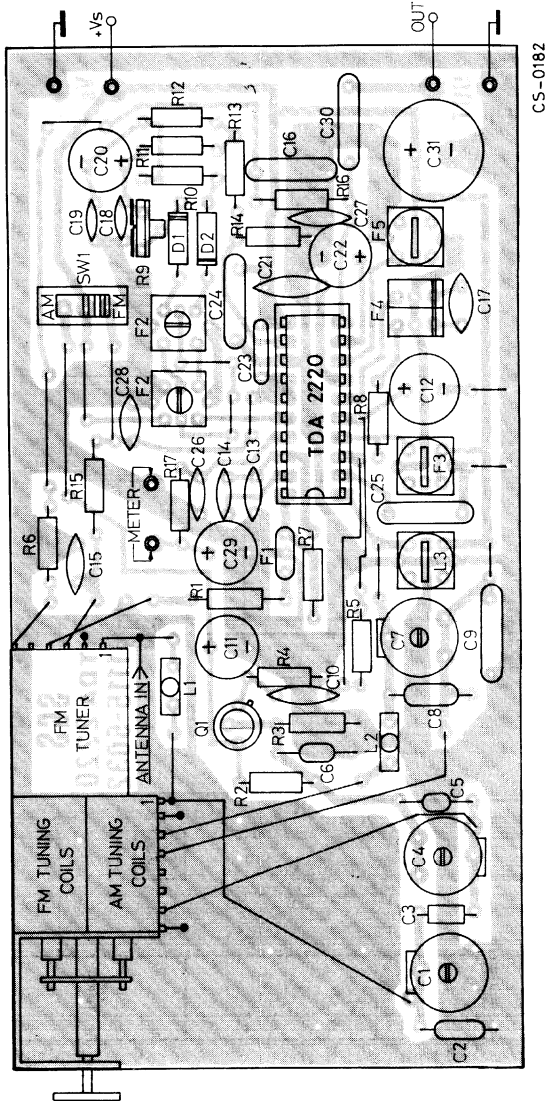 +Vs
OUT
CS-0182
R12
R11
R10
R13
C20
-
+
C19
C18
C16
C30
C31
+
-
R9
D1
D2
R14
R16
C27
F5
SW1
AM
FM
F2
C24
C21
C22
-
+
F4
C17
F2
C23
C28
TDA 2220
R8
C12
+
-
F3
R6
R15
C15
METER
R17
C26
C14
C13
C29
+
-
F1
R7
C25
L3
R1
C11
+
-
R4
C10
R5
C7
C9
FM
TUNER
1
ANTENNA IN
L1
Q1
R3
C6
L2
C8
R2
FM TUNING
COILS
AM TUNING
COILS
1
C5
C4
C3
C1
C2